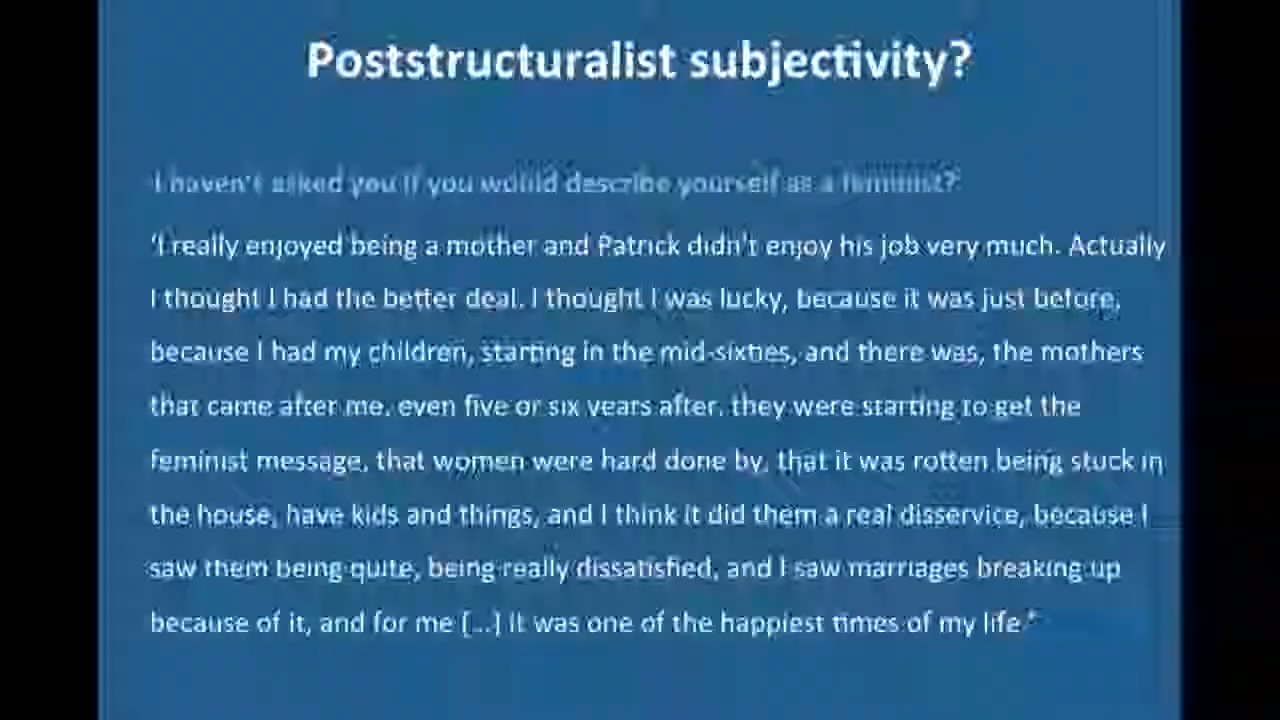 Poststructuralist subjectivity?
'I haven't asked you if you would describe yourself as a feminist?
'I really enjoyed being a mother and Patrick didn't enjoy his job very much. Actually
I thought I had the better deal. I thought I was lucky, because it was just before,
because I had my children, starting in the mid-sixties, and there was, the mothers
that came after me, even five or six years after, they were starting to get the
feminist message, that women were hard done by, that it was rotten being stuck in
the house, have kids and things, and I think it did them a real disservice, because I
saw them being quite, being really dissatisfied, and I saw marriages breaking up
because of it, and for me [...] it was one of the happiest times of my life.'